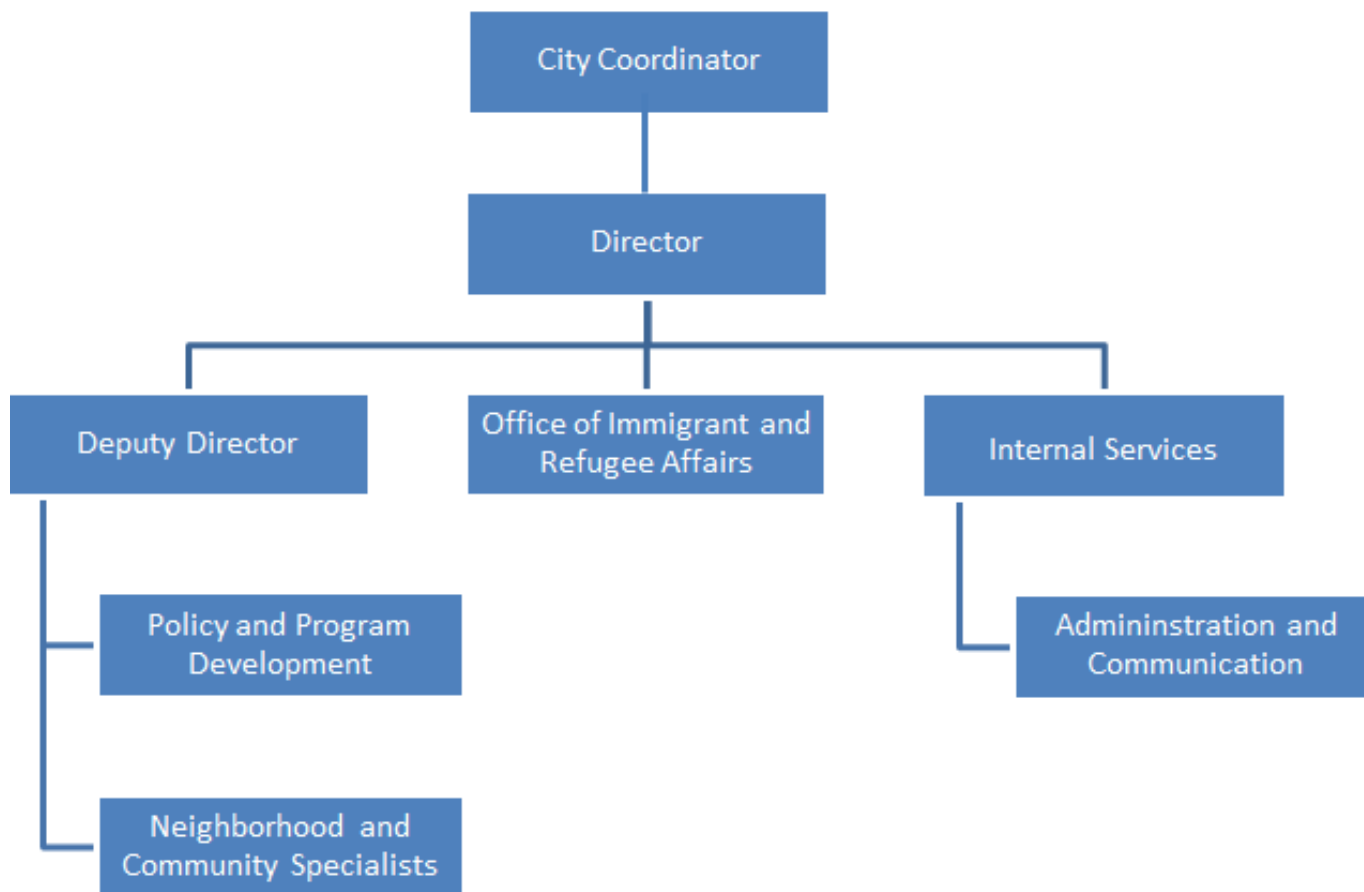 City Coordinator
Director
Deputy Director
Office of Immigrant and
Refugee Affairs
Internal Services
Policy and Program
Development
Admininstration and
Communication
Neighborhood and
Community Specialists